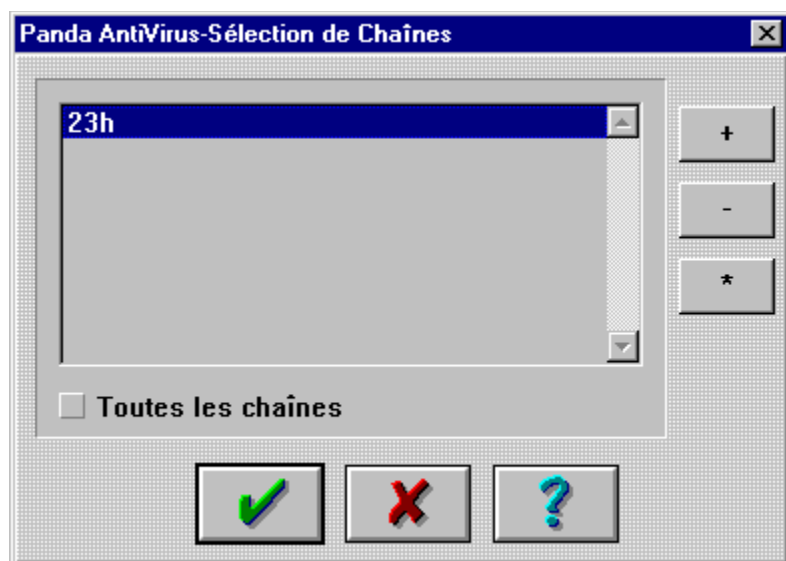 Panda AntiVirus-Sélection de Chaînes
23h
+
-
*
Toutes les chaînes
?